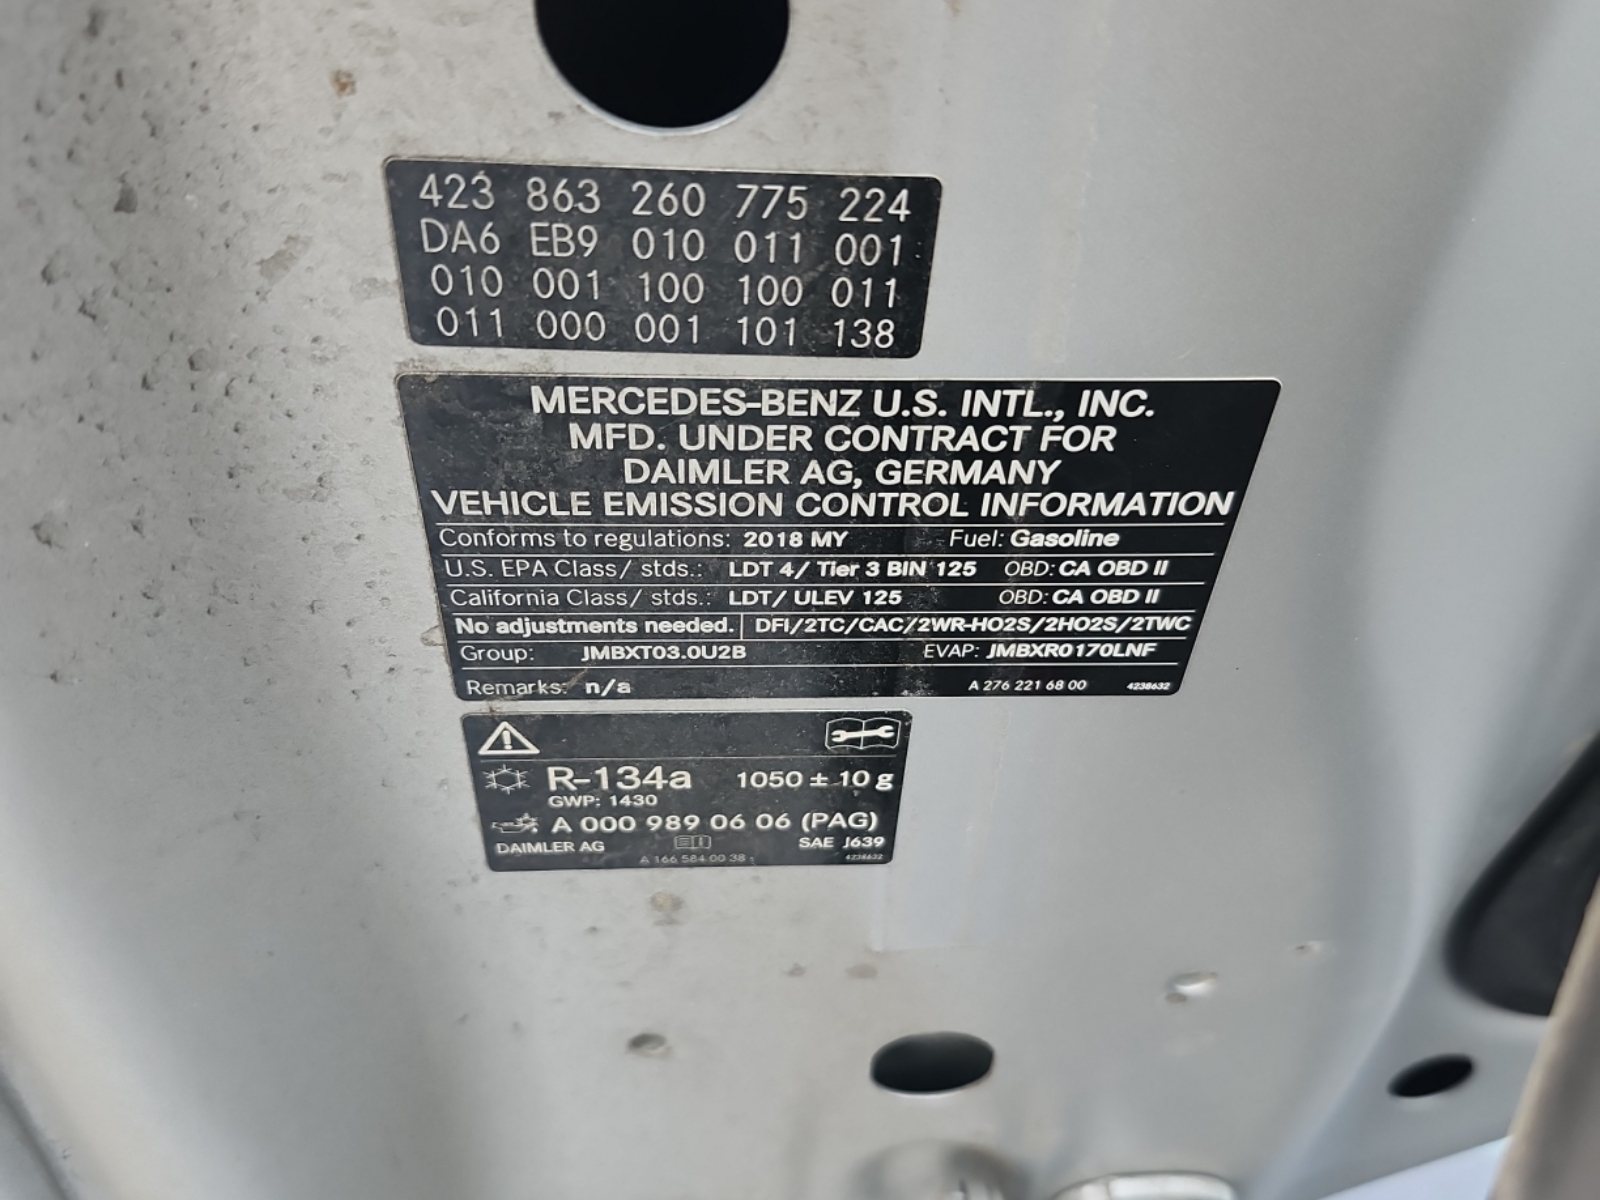 423 863 260 775 224
DA6 EB9 010 011 001
010 001 100 100 011
011 000 001 101 138
MERCEDES-BENZ U.S. INTL., INC.
MFD. UNDER CONTRACT FOR
DAIMLER AG, GERMANY
VEHICLE EMISSION CONTROL INFORMATION
Conforms to regulations: 2018 MY Fuel: Gasoline
U.S. EPA Class/ stds.: LDT 4/ Tier 3 BIN 125 OBD: CA OBD II
California Class/ stds.: LDT/ ULEV 125 OBD: CA OBD II
No adjustments needed. DFI/2TC/CAC/2WR-HO2S/2HO2S/2TWC
Group: JMBXT03.0U2B EVAP: JMBXR0170LNF
Remarks: n/a A 276 221 68 00 4238632
R-134a 1050 ± 10 g
GWP: 1430
A 000 989 06 06 (PAG)
DAIMLER AG SAE J639
A 166 584 00 38 4238632